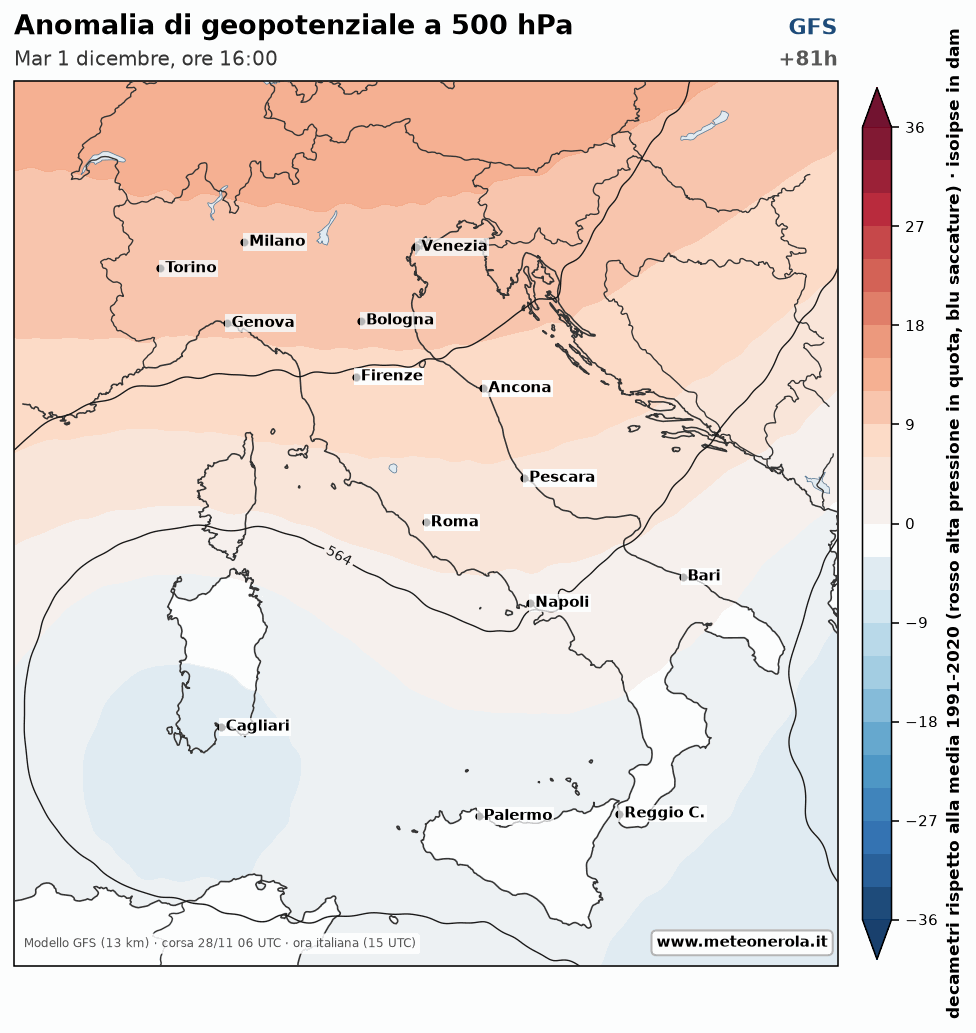 Anomalia di geopotenziale a 500 hPa
GFS
Mar 1 dicembre, ore 16:00
+81h
Milano
Venezia
Torino
Genova
Bologna
Firenze
Ancona
Pescara
Roma
564
Bari
Napoli
Cagliari
Palermo
Reggio C.
Modello GFS (13 km) · corsa 28/11 06 UTC · ora italiana (15 UTC)
www.meteonerola.it
36
27
18
9
0
−9
−18
−27
−36
decametri rispetto alla media 1991-2020 (rosso alta pressione in quota, blu saccature) · isoipse in dam